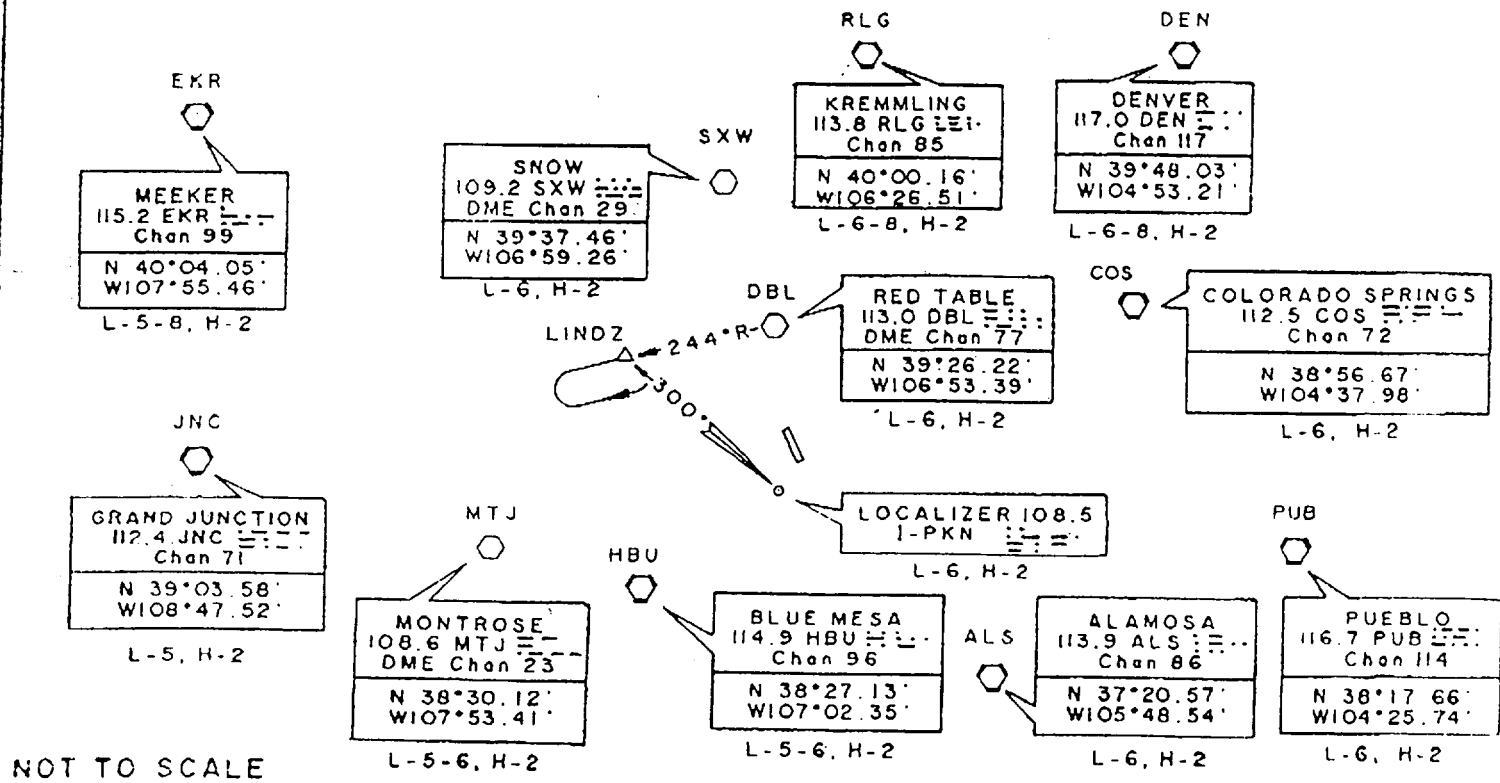 RLG
KREMMLING
113.8 RLG
Chan 85
N 40°00.16'
W106°26.51'
L-6-8, H-2
DEN
DENVER
117.0 DEN
Chan 117
N 39°48.03'
W104°53.21'
L-6-8, H-2
EKR
MEEKER
115.2 EKR
Chan 99
N 40°04.05'
W107°55.46'
L-5-8, H-2
SXW
SNOW
109.2 SXW
DME Chan 29
N 39°37.46'
W106°59.26'
L-6, H-2
DBL
RED TABLE
113.0 DBL
DME Chan 77
N 39°26.22'
W106°53.39'
L-6, H-2
COS
COLORADO SPRINGS
112.5 COS
Chan 72
N 38°56.67'
W104°37.98'
L-6, H-2
LINDZ
244°R
300°
JNC
GRAND JUNCTION
112.4 JNC
Chan 71
N 39°03.58'
W108°47.52'
L-5, H-2
MTJ
MONTROSE
108.6 MTJ
DME Chan 23
N 38°30.12'
W107°53.41'
L-5-6, H-2
HBU
BLUE MESA
114.9 HBU
Chan 96
N 38°27.13'
W107°02.35'
L-5-6, H-2
LOCALIZER 108.5
I-PKN
L-6, H-2
ALS
ALAMOSA
113.9 ALS
Chan 86
N 37°20.57'
W105°48.54'
L-6, H-2
PUB
PUEBLO
116.7 PUB
Chan 114
N 38°17 66'
W104°25.74'
L-6, H-2
NOT TO SCALE